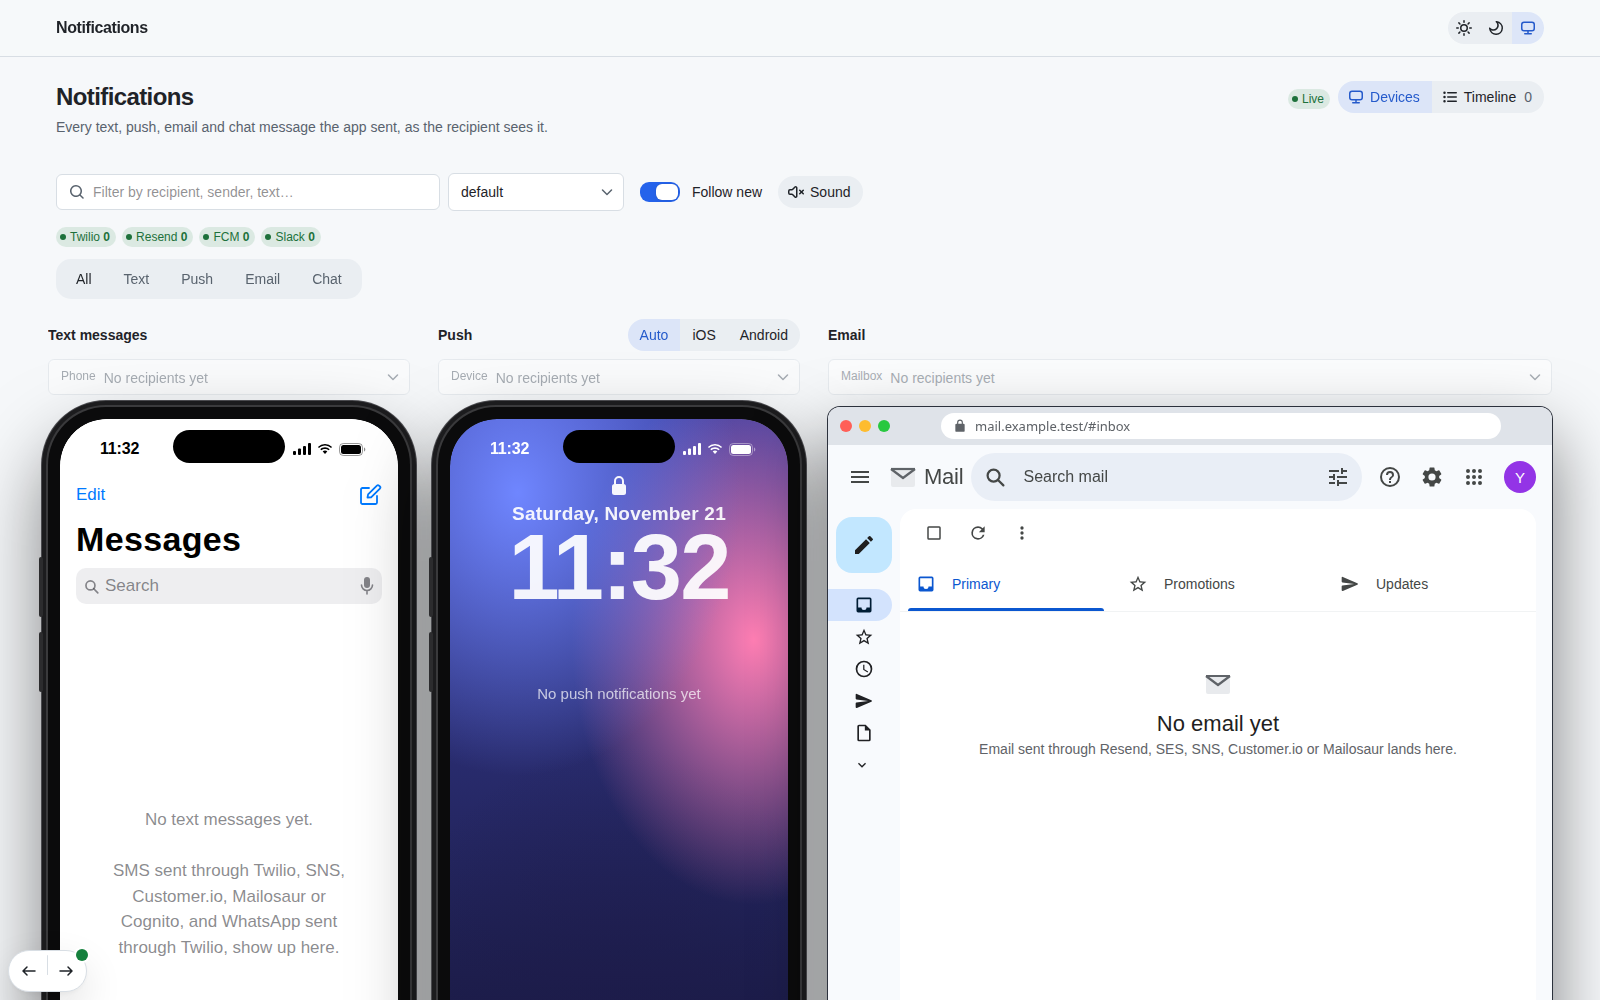 Notifications
Notifications
Every text, push, email and chat message the app sent, as the recipient sees it.
Live
Devices
Timeline 0
Filter by recipient, sender, text…
default
Follow new
Sound
Twilio 0
Resend 0
FCM 0
Slack 0
All
Text
Push
Email
Chat
Text messages
Phone No recipients yet
11:32
Edit
Messages
Search
No text messages yet.
SMS sent through Twilio, SNS,
Customer.io, Mailosaur or
Cognito, and WhatsApp sent
through Twilio, show up here.
Push
Auto
iOS
Android
Device No recipients yet
11:32
Saturday, November 21
11:32
No push notifications yet
Email
Mailbox No recipients yet
mail.example.test/#inbox
Mail
Search mail
Y
Primary
Promotions
Updates
No email yet
Email sent through Resend, SES, SNS, Customer.io or Mailosaur lands here.